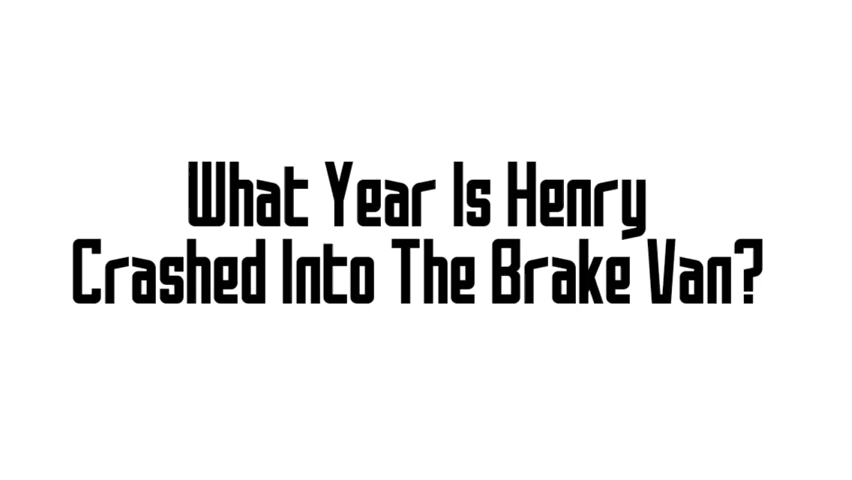 What Year Is Henry
Crashed Into The Brake Van?